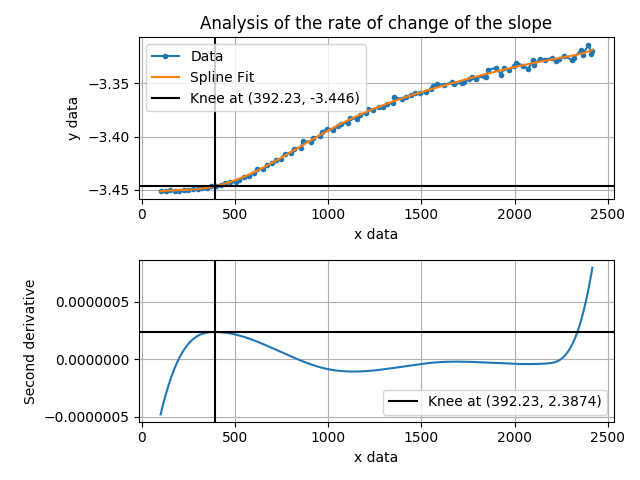 Analysis of the rate of change of the slope
Data
Spline Fit
Knee at (392.23, -3.446)
y data
−3.35
−3.40
−3.45
0 500 1000 1500 2000 2500
x data
Second derivative
0.0000005
0.0000000
−0.0000005
Knee at (392.23, 2.3874)
0 500 1000 1500 2000 2500
x data